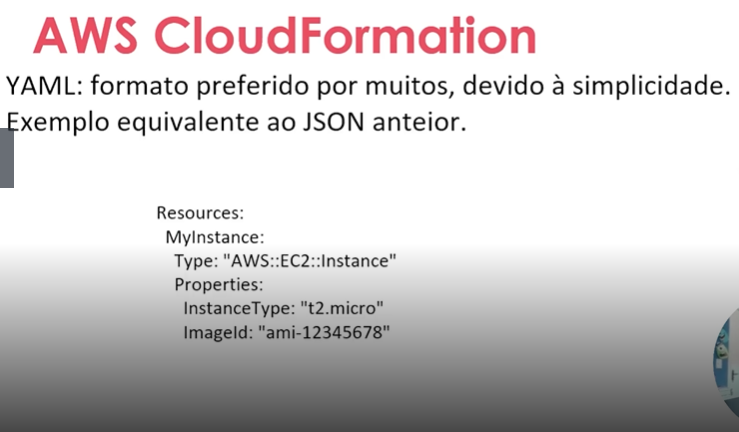 AWS CloudFormation
YAML: formato preferido por muitos, devido à simplicidade.
Exemplo equivalente ao JSON anteior.
Resources:
MyInstance:
Type: "AWS::EC2::Instance"
Properties:
InstanceType: "t2.micro"
ImageId: "ami-12345678"